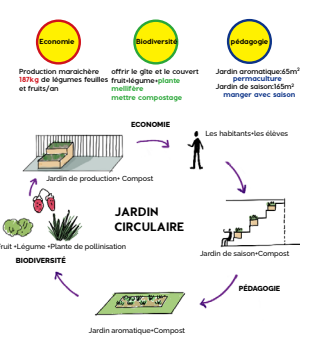 Economie
Biodiversité
pédagogie
Production maraichère
187kg de légumes feuilles
et fruits/an
offrir le gîte et le couvert
fruit+légume+plante
mellifère
mettre compostage
Jardin aromatique:65m²
permaculture
Jardin de saison:165m²
manger avec saison
ECONOMIE
Les habitants+les élèves
Jardin de production+ Compost
JARDIN
CIRCULAIRE
Fruit +Légume +Plante de pollinisation
BIODIVERSITÉ
Jardin de saison+Compost
PÉDAGOGIE
Jardin aromatique+Compost